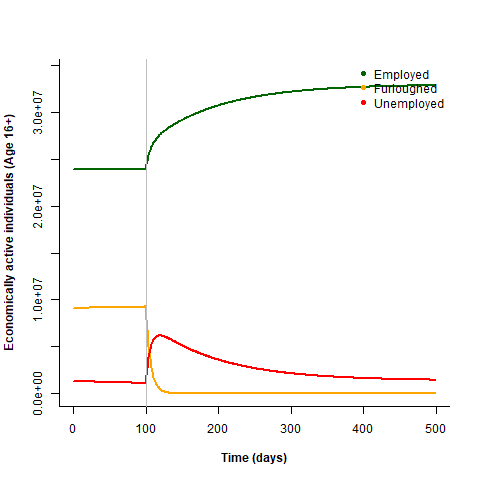 Economically active individuals (Age 16+)
3.0e+07
2.0e+07
1.0e+07
0.0e+00
Employed
Furloughed
Unemployed
0 100 200 300 400 500
Time (days)